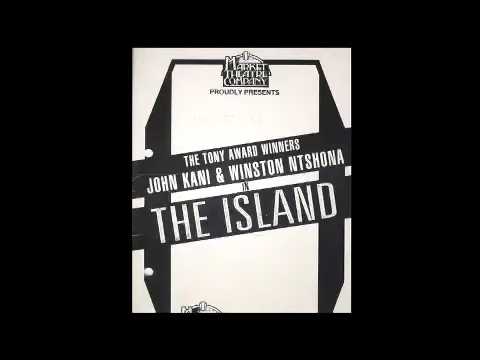 MARKET
THEATRE
COMPANY
PROUDLY PRESENTS
THE TONY AWARD WINNERS
JOHN KANI & WINSTON NTSHONA
IN
THE ISLAND